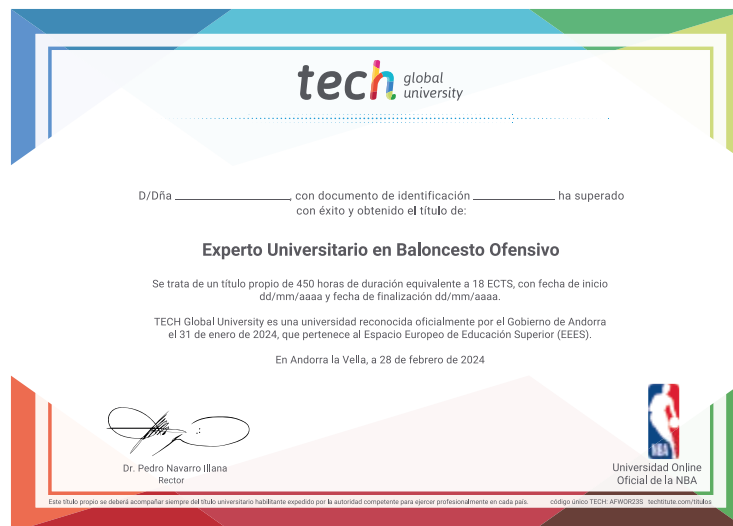 tech global
university
D/Dña ________________, con documento de identificación ____________ ha superado
con éxito y obtenido el título de:
Experto Universitario en Baloncesto Ofensivo
Se trata de un título propio de 450 horas de duración equivalente a 18 ECTS, con fecha de inicio
dd/mm/aaaa y fecha de finalización dd/mm/aaaa.
TECH Global University es una universidad reconocida oficialmente por el Gobierno de Andorra
el 31 de enero de 2024, que pertenece al Espacio Europeo de Educación Superior (EEES).
En Andorra la Vella, a 28 de febrero de 2024
NBA
Dr. Pedro Navarro Illana
Rector
Universidad Online
Oficial de la NBA
Este título propio se deberá acompañar siempre del título universitario habilitante expedido por la autoridad competente para ejercer profesionalmente en cada país. código único TECH: AFWOR23S techtitute.com/titulos